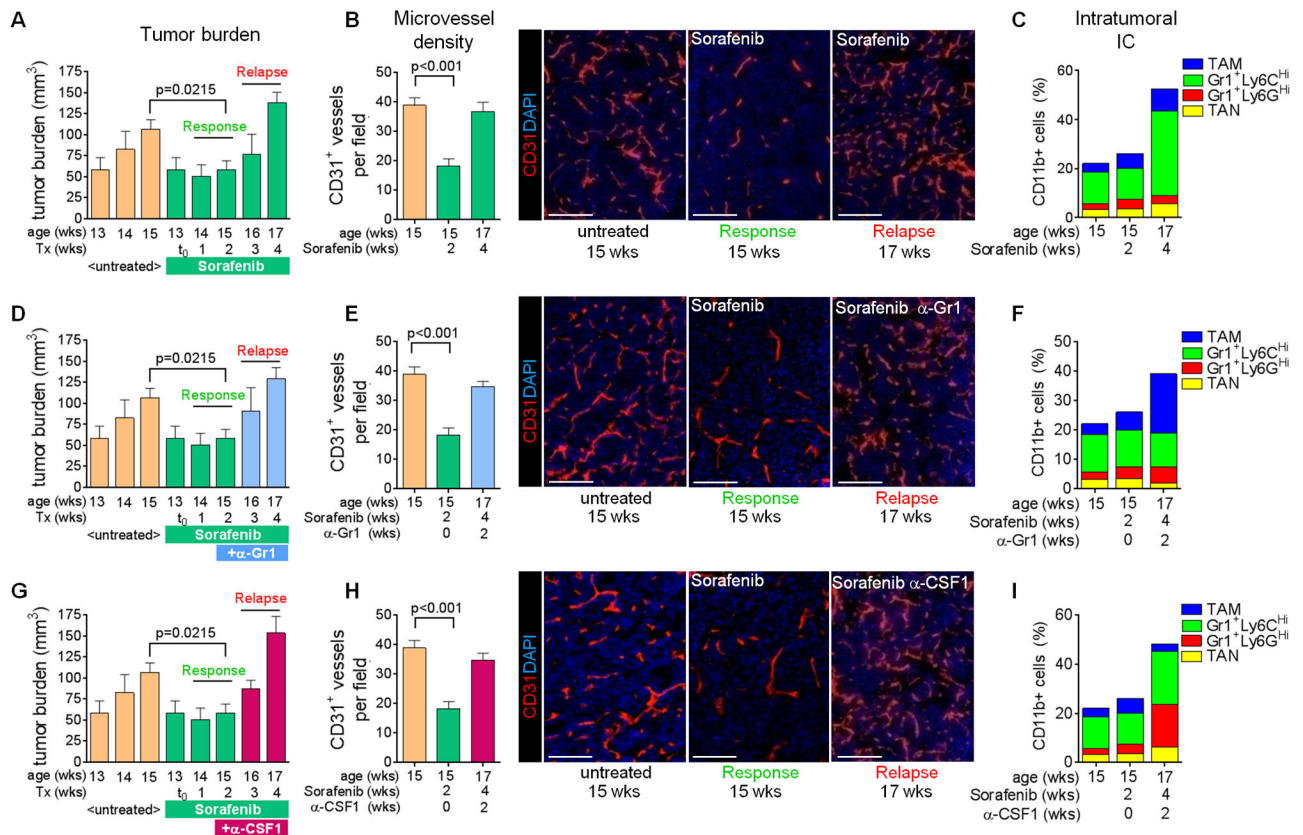 A
Tumor burden
tumor burden (mm³)
175
150
125
100
75
50
25
0
p=0.0215
Response
Relapse
age (wks) 13 14 15 13 14 15 16 17
Tx (wks) t₀ 1 2 3 4
<untreated> Sorafenib
B
Microvessel density
CD31⁺ vessels per field
50
40
30
20
10
0
p<0.001
age (wks) 15 15 17
Sorafenib (wks) 2 4
CD31DAPI
Sorafenib Sorafenib
untreated Response Relapse
15 wks 15 wks 17 wks
C
Intratumoral IC
CD11b+ cells (%)
60
40
20
0
TAM
Gr1⁺Ly6Cᴴⁱ
Gr1⁺Ly6Gᴴⁱ
TAN
age (wks) 15 15 17
Sorafenib (wks) 2 4
D
tumor burden (mm³)
175
150
125
100
75
50
25
0
p=0.0215
Response
Relapse
age (wks) 13 14 15 13 14 15 16 17
Tx (wks) t₀ 1 2 3 4
<untreated> Sorafenib
+α-Gr1
E
CD31⁺ vessels per field
50
40
30
20
10
0
p<0.001
age (wks) 15 15 17
Sorafenib (wks) 2 4
α-Gr1 (wks) 0 2
CD31DAPI
Sorafenib Sorafenib α-Gr1
untreated Response Relapse
15 wks 15 wks 17 wks
F
CD11b+ cells (%)
50
40
30
20
10
0
TAM
Gr1⁺Ly6Cᴴⁱ
Gr1⁺Ly6Gᴴⁱ
TAN
age (wks) 15 15 17
Sorafenib (wks) 2 4
α-Gr1 (wks) 0 2
G
tumor burden (mm³)
175
150
125
100
75
50
25
0
p=0.0215
Response
Relapse
age (wks) 13 14 15 13 14 15 16 17
Tx (wks) t₀ 1 2 3 4
<untreated> Sorafenib
+α-CSF1
H
CD31⁺ vessels per field
50
40
30
20
10
0
p<0.001
age (wks) 15 15 17
Sorafenib (wks) 2 4
α-CSF1 (wks) 0 2
CD31DAPI
Sorafenib Sorafenib α-CSF1
untreated Response Relapse
15 wks 15 wks 17 wks
I
CD11b+ cells (%)
60
40
20
0
TAM
Gr1⁺Ly6Cᴴⁱ
Gr1⁺Ly6Gᴴⁱ
TAN
age (wks) 15 15 17
Sorafenib (wks) 2 4
α-CSF1 (wks) 0 2